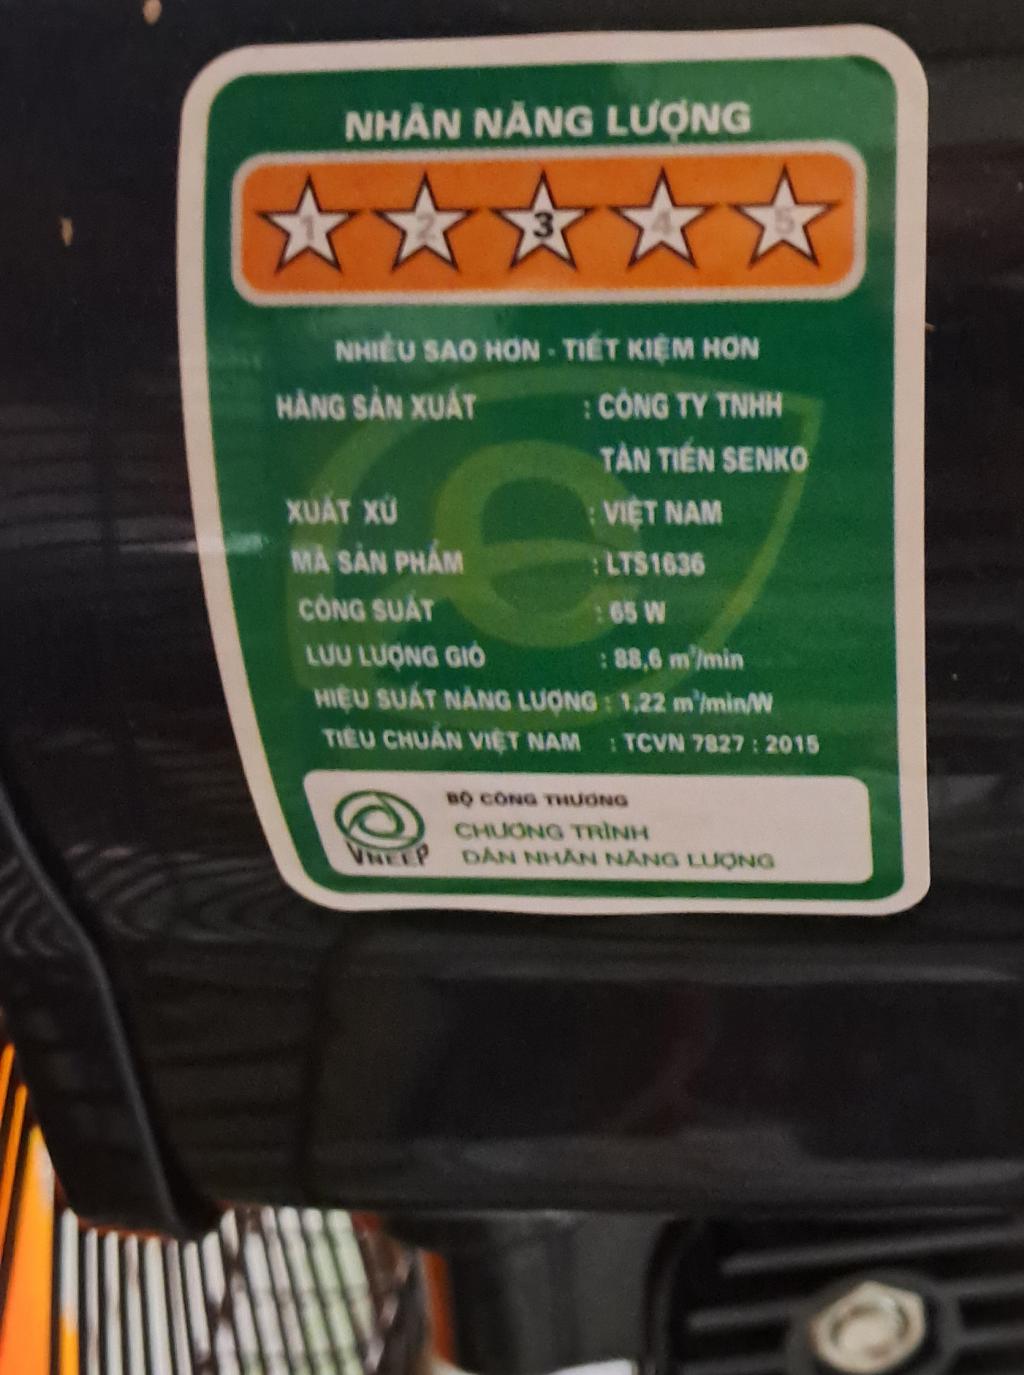 NHÃN NĂNG LƯỢNG
1 2 3 4 5
NHIỀU SAO HƠN - TIẾT KIỆM HƠN
HÃNG SẢN XUẤT : CÔNG TY TNHH
TÂN TIẾN SENKO
XUẤT XỨ : VIỆT NAM
MÃ SẢN PHẨM : LTS1636
CÔNG SUẤT : 65 W
LƯU LƯỢNG GIÓ : 88,6 m³/min
HIỆU SUẤT NĂNG LƯỢNG : 1,22 m³/min/W
TIÊU CHUẨN VIỆT NAM : TCVN 7827 : 2015
BỘ CÔNG THƯƠNG
CHƯƠNG TRÌNH
VNEEP DÁN NHÃN NĂNG LƯỢNG